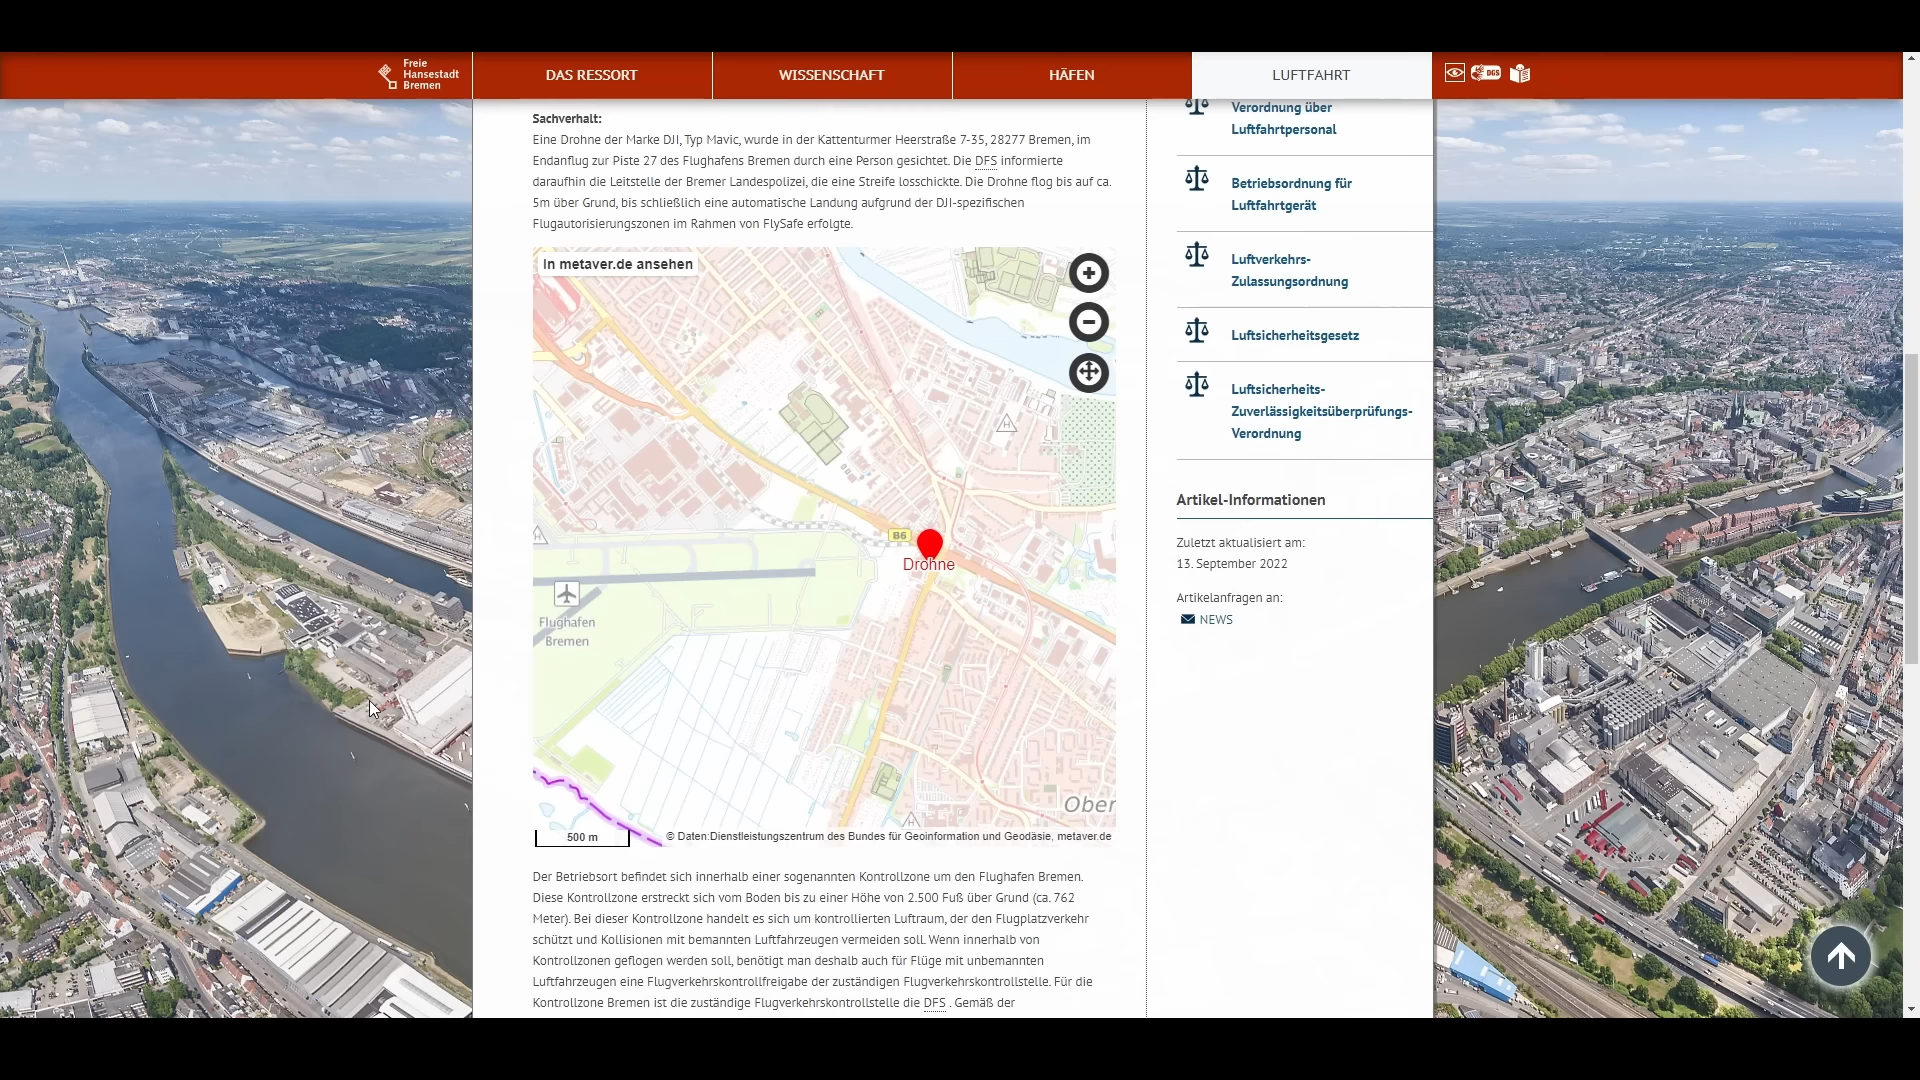 Freie
Hansestadt
Bremen
DAS RESSORT
WISSENSCHAFT
HÄFEN
LUFTFAHRT
DGS
Sachverhalt:
Eine Drohne der Marke DJI, Typ Mavic, wurde in der Kattenturmer Heerstraße 7-35, 28277 Bremen, im
Endanflug zur Piste 27 des Flughafens Bremen durch eine Person gesichtet. Die DFS informierte
daraufhin die Leitstelle der Bremer Landespolizei, die eine Streife losschickte. Die Drohne flog bis auf ca.
5m über Grund, bis schließlich eine automatische Landung aufgrund der DJI-spezifischen
Flugautorisierungszonen im Rahmen von FlySafe erfolgte.
In metaver.de ansehen
B6
Drohne
Flughafen
Bremen
Ober
500 m
© Daten:Dienstleistungszentrum des Bundes für Geoinformation und Geodäsie, metaver.de
Der Betriebsort befindet sich innerhalb einer sogenannten Kontrollzone um den Flughafen Bremen.
Diese Kontrollzone erstreckt sich vom Boden bis zu einer Höhe von 2.500 Fuß über Grund (ca. 762
Meter). Bei dieser Kontrollzone handelt es sich um kontrollierten Luftraum, der den Flugplatzverkehr
schützt und Kollisionen mit bemannten Luftfahrzeugen vermeiden soll. Wenn innerhalb von
Kontrollzonen geflogen werden soll, benötigt man deshalb auch für Flüge mit unbemannten
Luftfahrzeugen eine Flugverkehrskontrollfreigabe der zuständigen Flugverkehrskontrollstelle. Für die
Kontrollzone Bremen ist die zuständige Flugverkehrskontrollstelle die DFS . Gemäß der
Verordnung über
Luftfahrtpersonal
Betriebsordnung für
Luftfahrtgerät
Luftverkehrs-
Zulassungsordnung
Luftsicherheitsgesetz
Luftsicherheits-
Zuverlässigkeitsüberprüfungs-
Verordnung
Artikel-Informationen
Zuletzt aktualisiert am:
13. September 2022
Artikelanfragen an:
NEWS